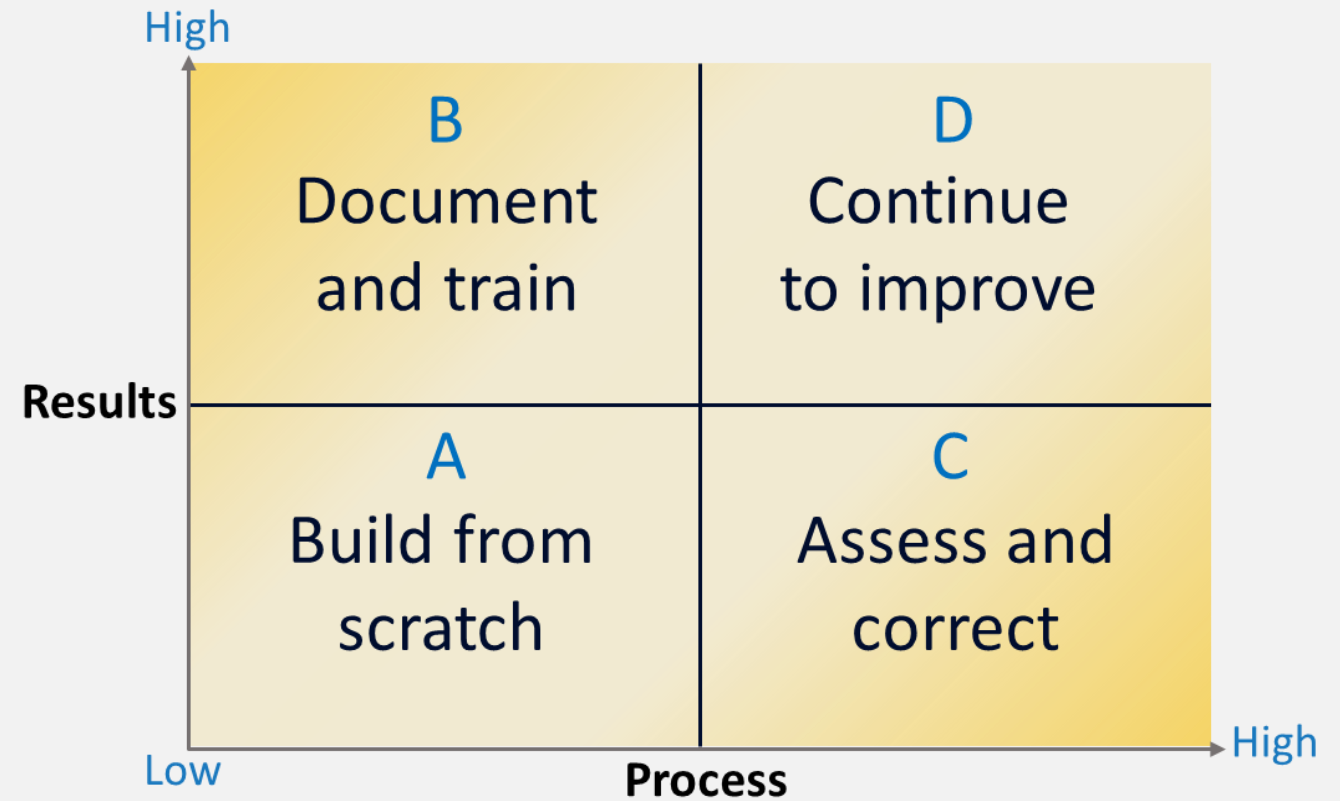 High
B
Document
and train
D
Continue
to improve
Results
A
Build from
scratch
C
Assess and
correct
Low
Process
High